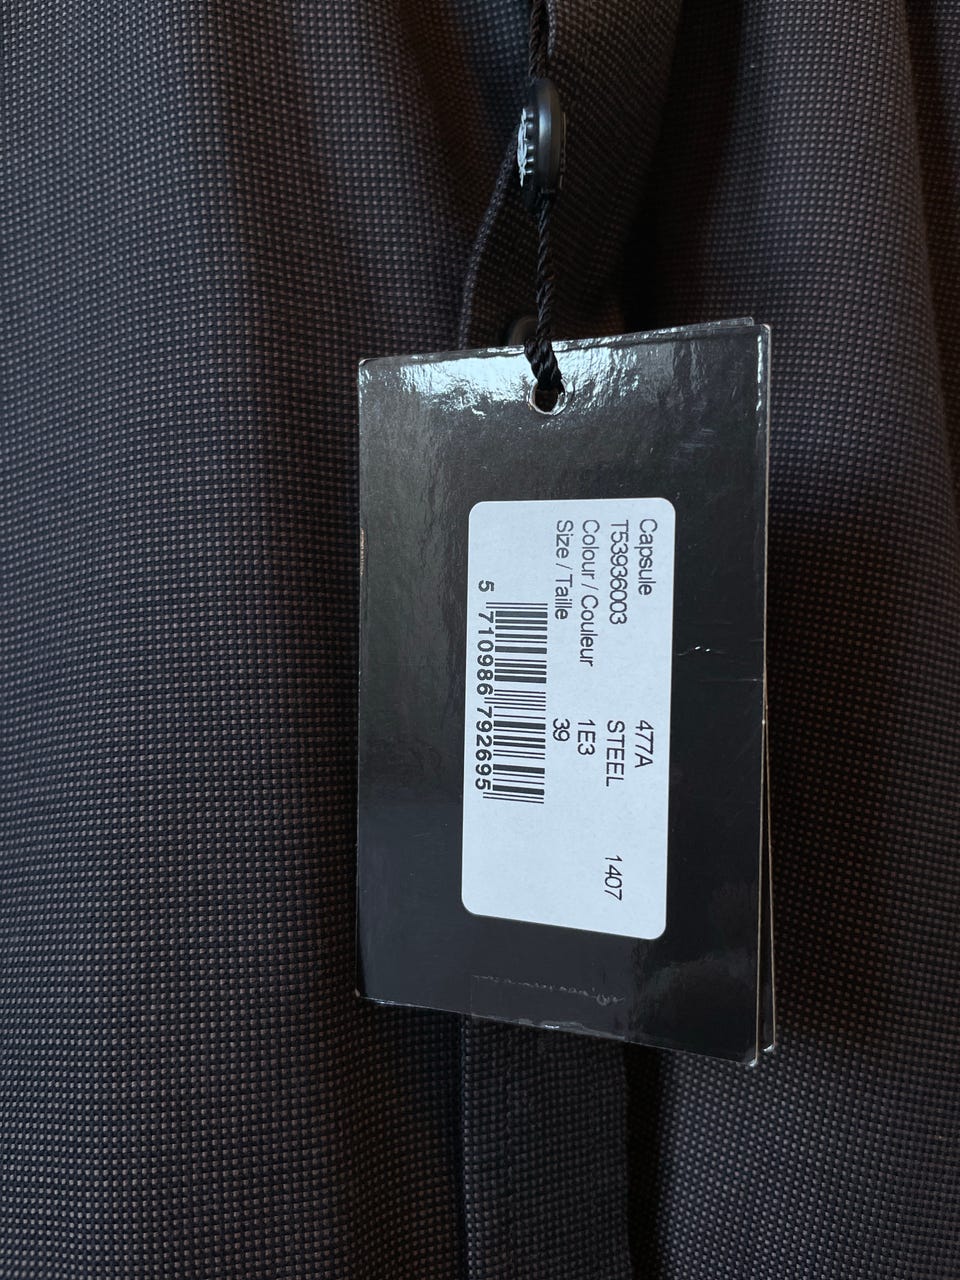 Capsule 477A
T53936003 STEEL 1407
Colour / Couleur 1E3
Size / Taille 39
5 710986 792695